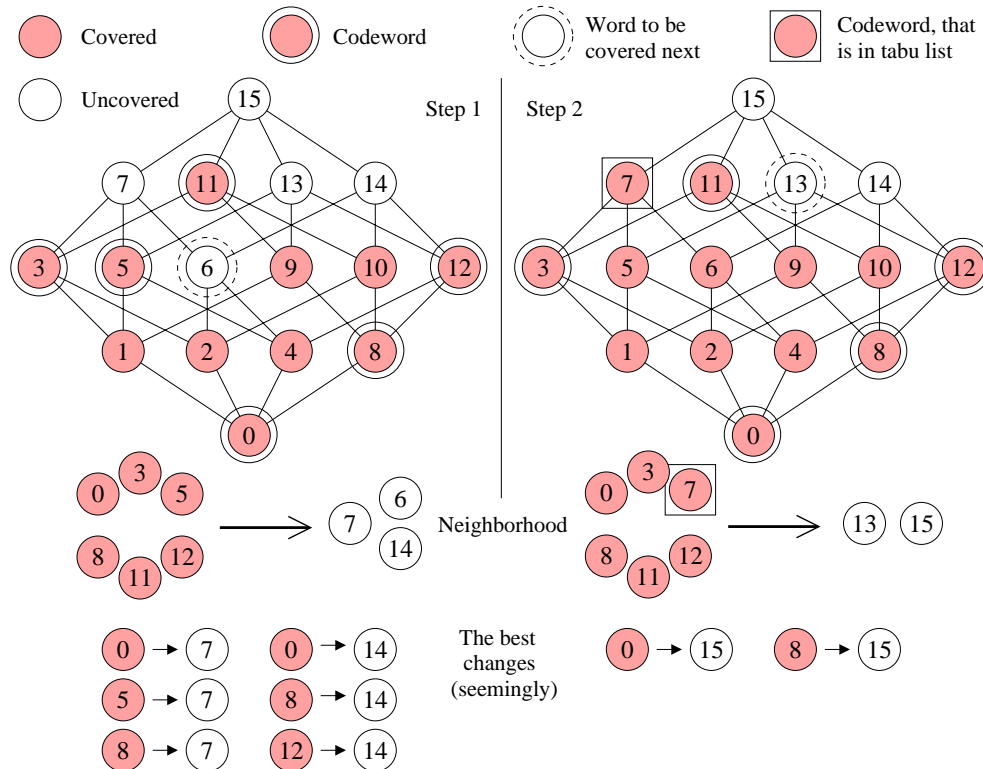 Covered
Codeword
Word to be
covered next
Codeword, that
is in tabu list
Uncovered
Step 1
Step 2
15
7 11 13 14
3 5 6 9 10 12
1 2 4 8
0
15
7 11 13 14
3 5 6 9 10 12
1 2 4 8
0
0 3 5
8 11 12
7 6 14
Neighborhood
0 3 7
8 11 12
13 15
0 7 0 14
5 7 8 14
8 7 12 14
The best
changes
(seemingly)
0 15 8 15